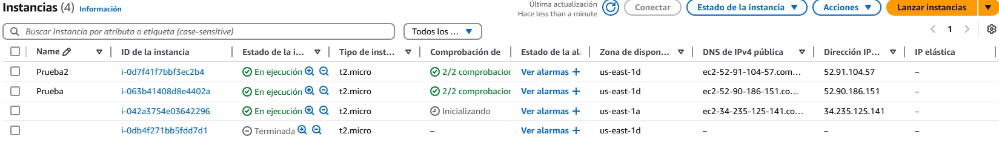 Instancias (4) Información
Última actualización
Hace less than a minute
Conectar
Estado de la instancia
Acciones
Lanzar instancias
Buscar Instancia por atributo o etiqueta (case-sensitive)
Todos los ...
1
Name ID de la instancia Estado de la i... Tipo de inst... Comprobación de Estado de la ala Zona de dispon... DNS de IPv4 pública Dirección IP... IP elástica
Prueba2 i-0d7f41f7bbf3ec2b4 En ejecución t2.micro 2/2 comprobacior Ver alarmas + us-east-1d ec2-52-91-104-57.com... 52.91.104.57 –
Prueba i-063b41408d8e4402a En ejecución t2.micro 2/2 comprobacior Ver alarmas + us-east-1d ec2-52-90-186-151.co... 52.90.186.151 –
i-042a3754e03642296 En ejecución t2.micro Inicializando Ver alarmas + us-east-1a ec2-34-235-125-141.co... 34.235.125.141 –
i-0db4f271bb5fdd7d1 Terminada t2.micro – Ver alarmas + us-east-1d – – –